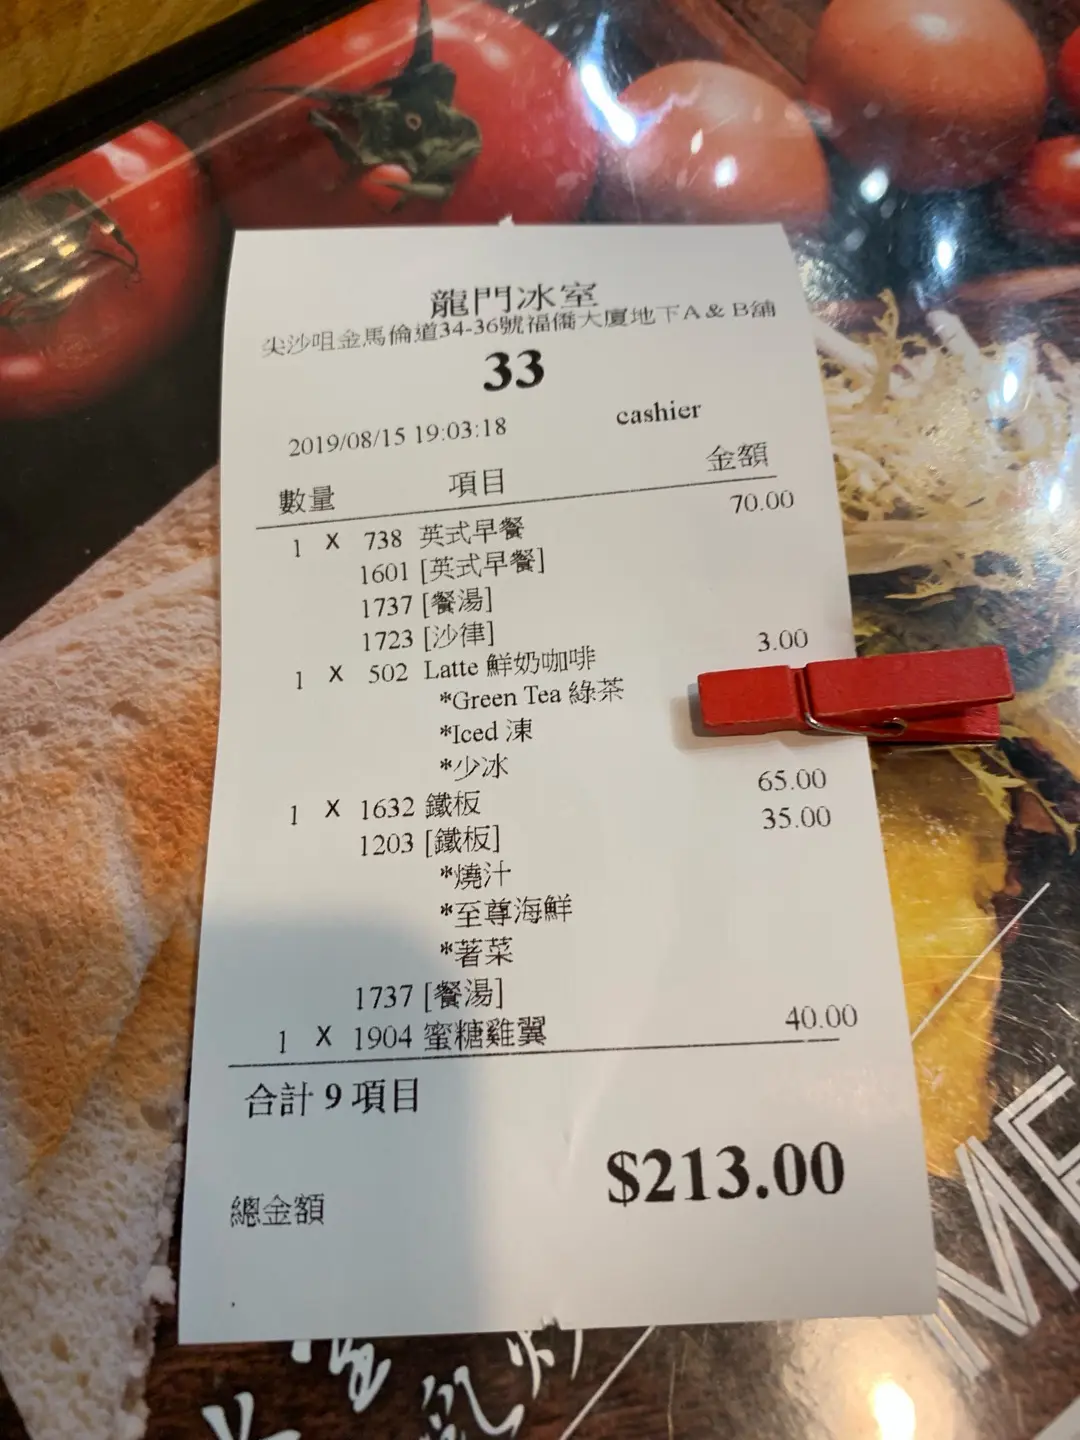 龍門冰室
尖沙咀金馬倫道34-36號福僑大廈地下A & B舖
33
2019/08/15 19:03:18 cashier
數量 項目 金額
1 X 738 英式早餐 70.00
1601 [英式早餐]
1737 [餐湯]
1723 [沙律]
1 X 502 Latte 鮮奶咖啡 3.00
*Green Tea 綠茶
*Iced 凍
*少冰
1 X 1632 鐵板 65.00
1203 [鐵板] 35.00
*燒汁
*至尊海鮮
*著菜
1737 [餐湯]
1 X 1904 蜜糖雞翼 40.00
合計 9 項目
總金額 $213.00
ME